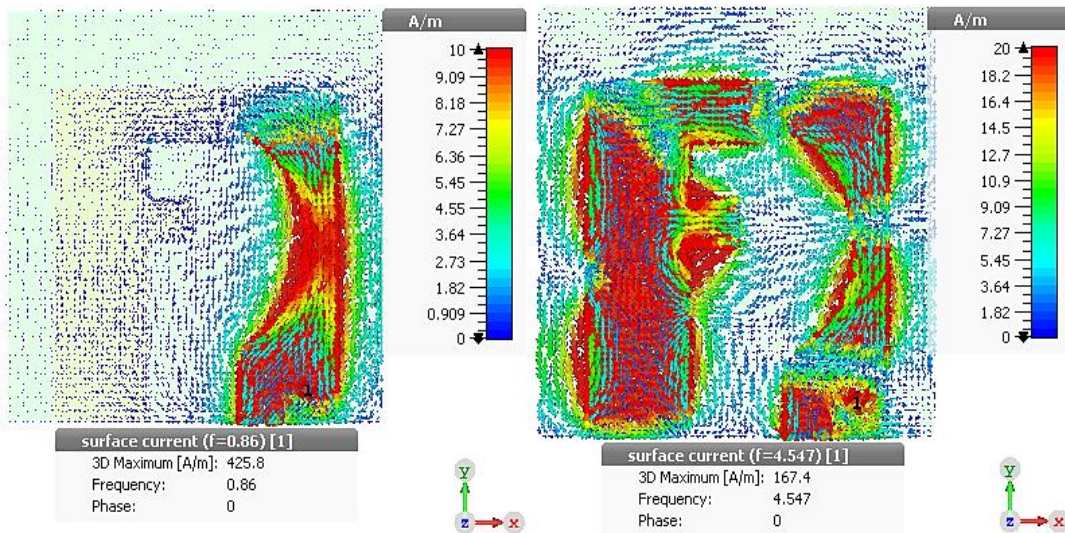 A/m
10
9.09
8.18
7.27
6.36
5.45
4.55
3.64
2.73
1.82
0.909
0
1
surface current (f=0.86) [1]
3D Maximum [A/m]: 425.8
Frequency: 0.86
Phase: 0
y
z x
A/m
20
18.2
16.4
14.5
12.7
10.9
9.09
7.27
5.45
3.64
1.82
0
1
surface current (f=4.547) [1]
3D Maximum [A/m]: 167.4
Frequency: 4.547
Phase: 0
y
z x